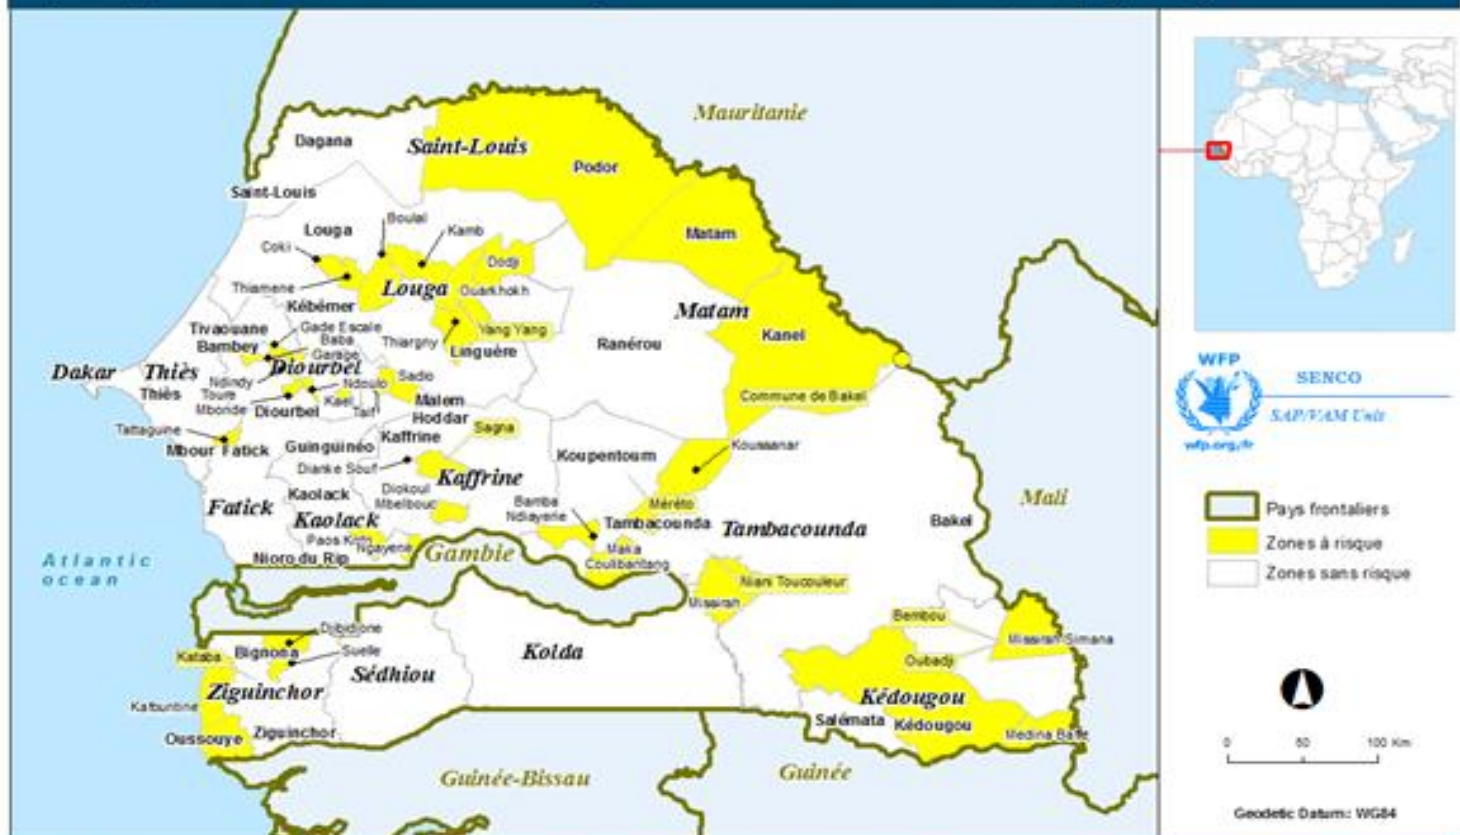 Mauritanie
Dagana
Saint-Louis
Podor
Saint-Louis
Boulal
Louga
Kamb
Coki
Matam
Dodji
Thiamene
Louga
Ouarkhokh
Kébémer
Matam
Tivaouane
Gade Escale
Yang Yang
Kanel
Bambey
Baba
Garage
Thiargny
Linguère
Ranérou
Dakar
Thiès
Diourbel
Ndindy
Ndoulo
Sadio
Thiès
Toure
Mbonde
Kael
Taif
Malem
Hoddar
Commune de Bakel
Diourbel
Tattaguine
Sagna
Mbour
Fatick
Guinguinéo
Kaffrine
Koussanar
Dianke Souf
Koupentoum
Kaffrine
Kaolack
Diokoul
Mbelbouc
Bamba
Ndiayene
Méréto
Mali
Fatick
Kaolack
Tambacounda
Tambacounda
Bakel
Paos Koto
Ngayene
Maka
Coulibantang
Nioro du Rip
Gambie
Atlantic
ocean
Niani Toucouleur
Missirah
Bembou
Djibidione
Missirah Simana
Kataba
Bignona
Suelle
Kolda
Oubadji
Sédhiou
Ziguinchor
Kédougou
Oussouye
Ziguinchor
Salémata
Kédougou
Medina Baffe
Guinée-Bissau
Guinée
WFP
wfp.org/fr
SENCO
SAP/VAM Unit
Pays frontaliers
Zones à risque
Zones sans risque
0 50 100 Km
Geodetic Datum: WG84